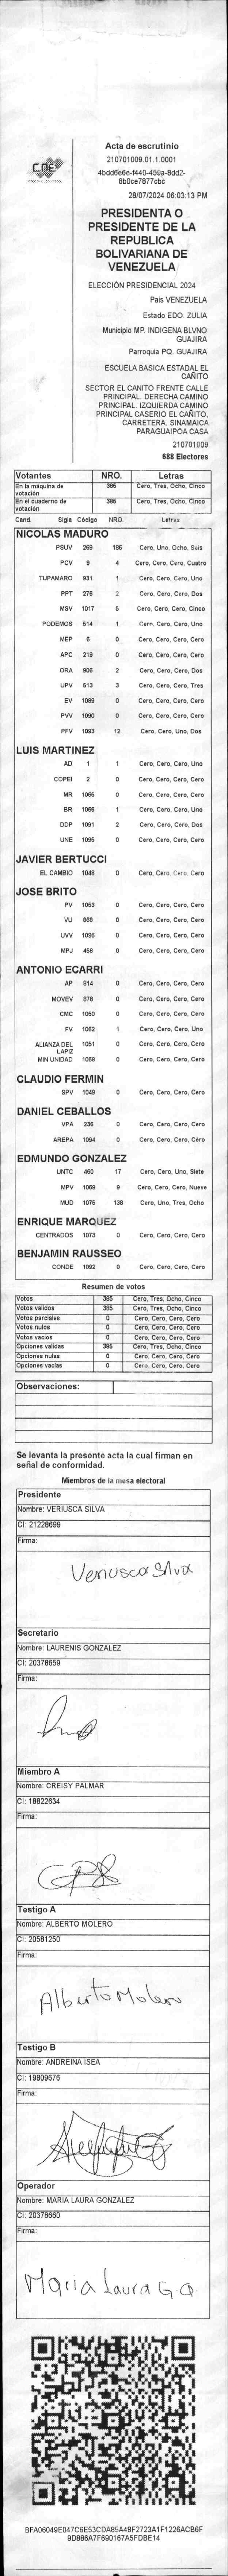 CNE
Acta de escrutinio
210701009.01.1.0001
4bdd6e6e-f440-459a-8dd2-
8b0ce7877cbc
28/07/2024 06:03:13 PM
PRESIDENTA O
PRESIDENTE DE LA
REPUBLICA
BOLIVARIANA DE
VENEZUELA
ELECCIÓN PRESIDENCIAL 2024
País VENEZUELA
Estado EDO. ZULIA
Municipio MP. INDIGENA BLVNO
GUAJIRA
Parroquia PQ. GUAJIRA
ESCUELA BASICA ESTADAL EL
CAÑITO
SECTOR EL CANITO FRENTE CALLE
PRINCIPAL. DERECHA CAMINO
PRINCIPAL. IZQUIERDA CAMINO
PRINCIPAL CASERIO EL CAÑITO,
CARRETERA. SINAMAICA
PARAGUAIPOA CASA
210701009
688 Electores
Votantes NRO. Letras
En la máquina de votación 385 Cero, Tres, Ocho, Cinco
En el cuaderno de votación 385 Cero, Tres, Ocho, Cinco
Cand. Sigla Código NRO. Letras
NICOLAS MADURO
PSUV 269 186 Cero, Uno, Ocho, Seis
PCV 9 4 Cero, Cero, Cero, Cuatro
TUPAMARO 931 1 Cero, Cero, Cero, Uno
PPT 276 2 Cero, Cero, Cero, Dos
MSV 1017 5 Cero, Cero, Cero, Cinco
PODEMOS 514 1 Cero, Cero, Cero, Uno
MEP 6 0 Cero, Cero, Cero, Cero
APC 219 0 Cero, Cero, Cero, Cero
ORA 906 2 Cero, Cero, Cero, Dos
UPV 513 3 Cero, Cero, Cero, Tres
EV 1089 0 Cero, Cero, Cero, Cero
PVV 1090 0 Cero, Cero, Cero, Cero
PFV 1093 12 Cero, Cero, Uno, Dos
LUIS MARTINEZ
AD 1 1 Cero, Cero, Cero, Uno
COPEI 2 0 Cero, Cero, Cero, Cero
MR 1065 0 Cero, Cero, Cero, Cero
BR 1066 1 Cero, Cero, Cero, Uno
DDP 1091 2 Cero, Cero, Cero, Dos
UNE 1095 0 Cero, Cero, Cero, Cero
JAVIER BERTUCCI
EL CAMBIO 1048 0 Cero, Cero, Cero, Cero
JOSE BRITO
PV 1053 0 Cero, Cero, Cero, Cero
VU 868 0 Cero, Cero, Cero, Cero
UVV 1096 0 Cero, Cero, Cero, Cero
MPJ 458 0 Cero, Cero, Cero, Cero
ANTONIO ECARRI
AP 814 0 Cero, Cero, Cero, Cero
MOVEV 878 0 Cero, Cero, Cero, Cero
CMC 1050 0 Cero, Cero, Cero, Cero
FV 1062 1 Cero, Cero, Cero, Uno
ALIANZA DEL LAPIZ 1051 0 Cero, Cero, Cero, Cero
MIN UNIDAD 1068 0 Cero, Cero, Cero, Cero
CLAUDIO FERMIN
SPV 1049 0 Cero, Cero, Cero, Cero
DANIEL CEBALLOS
VPA 236 0 Cero, Cero, Cero, Cero
AREPA 1094 0 Cero, Cero, Cero, Cero
EDMUNDO GONZALEZ
UNTC 460 17 Cero, Cero, Uno, Siete
MPV 1069 9 Cero, Cero, Cero, Nueve
MUD 1075 138 Cero, Uno, Tres, Ocho
ENRIQUE MARQUEZ
CENTRADOS 1073 0 Cero, Cero, Cero, Cero
BENJAMIN RAUSSEO
CONDE 1092 0 Cero, Cero, Cero, Cero
Resumen de votos
Votos 385 Cero, Tres, Ocho, Cinco
Votos validos 385 Cero, Tres, Ocho, Cinco
Votos parciales 0 Cero, Cero, Cero, Cero
Votos nulos 0 Cero, Cero, Cero, Cero
Votos vacios 0 Cero, Cero, Cero, Cero
Opciones validas 385 Cero, Tres, Ocho, Cinco
Opciones nulas 0 Cero, Cero, Cero, Cero
Opciones vacias 0 Cero, Cero, Cero, Cero
Observaciones:
Se levanta la presente acta la cual firman en
señal de conformidad.
Miembros de la mesa electoral
Presidente
Nombre: VERIUSCA SILVA
CI: 21228699
Firma:
Veriusca Silva
Secretario
Nombre: LAURENIS GONZALEZ
CI: 20378659
Firma:
Miembro A
Nombre: CREISY PALMAR
CI: 18822634
Firma:
Testigo A
Nombre: ALBERTO MOLERO
CI: 20581250
Firma:
Alberto Molero
Testigo B
Nombre: ANDREINA ISEA
CI: 19809676
Firma:
Operador
Nombre: MARIA LAURA GONZALEZ
CI: 20378660
Firma:
Maria Laura G Q
BFA06049E047C6E53CDA85A48F2723A1F1226ACB6F
9D886A7F690167A5FDBE14